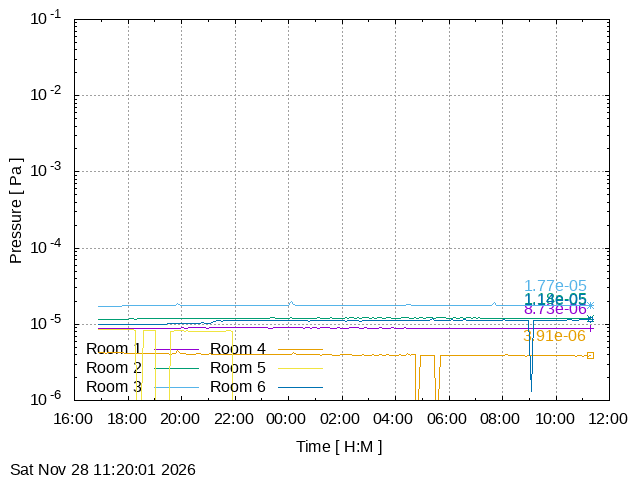 10^-1
10^-2
10^-3
10^-4
10^-5
10^-6
Pressure [ Pa ]
1.77e-05
1.14e-05
8.73e-06
3.91e-06
Room 1 Room 4
Room 2 Room 5
Room 3 Room 6
16:00 18:00 20:00 22:00 00:00 02:00 04:00 06:00 08:00 10:00 12:00
Time [ H:M ]
Sat Nov 28 11:20:01 2026